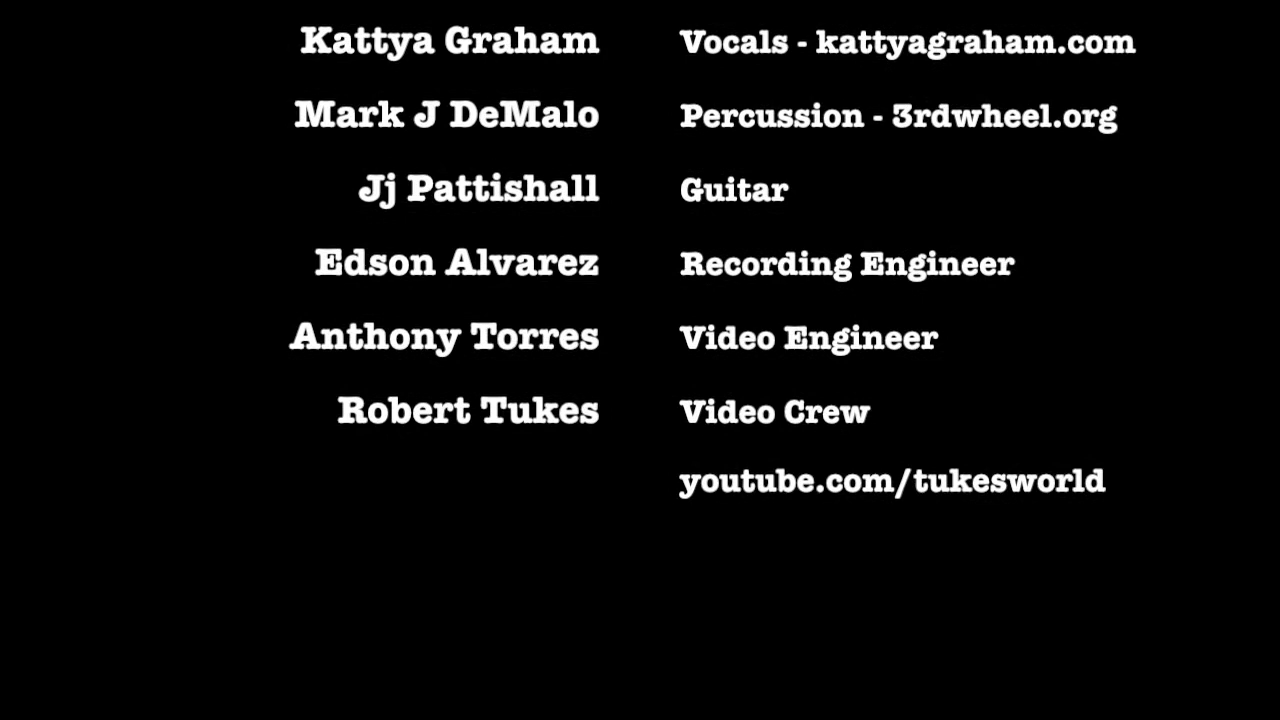 Kattya Graham Vocals - kattyagraham.com
Mark J DeMalo Percussion - 3rdwheel.org
Jj Pattishall Guitar
Edson Alvarez Recording Engineer
Anthony Torres Video Engineer
Robert Tukes Video Crew
youtube.com/tukesworld